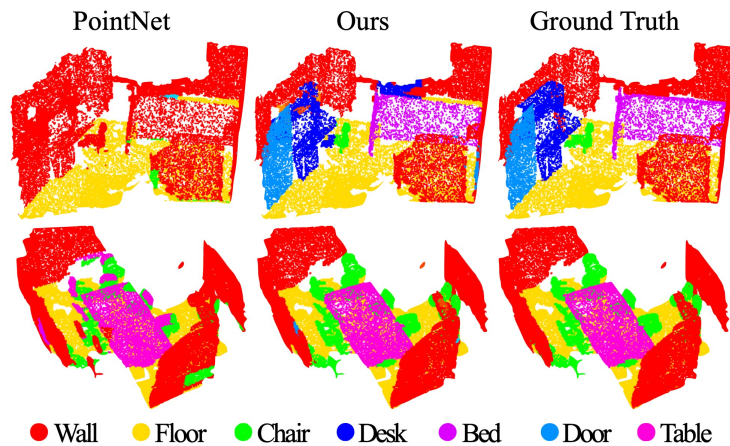 PointNet Ours Ground Truth
Wall Floor Chair Desk Bed Door Table